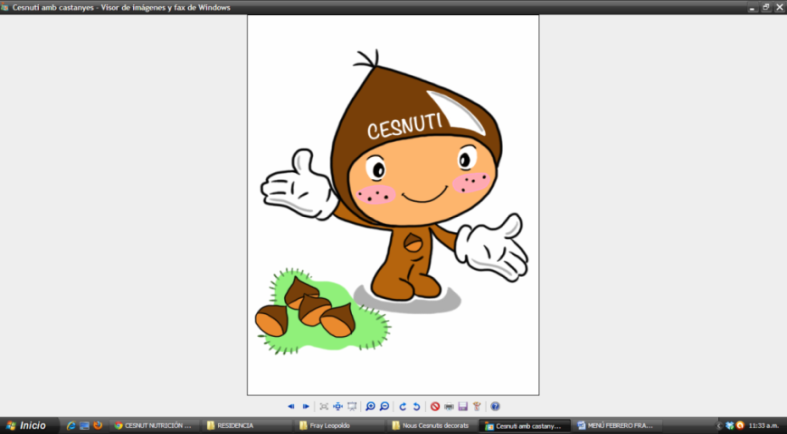 Cesnuti amb castanyes - Visor de imágenes y fax de Windows
CESNUTI
Inicio
CESNUT NUTRICIÓN ...
RESIDENCIA
Fray Leopoldo
Nous Cesnuts decorats
Cesnuti amb castany...
MENÚ FEBRERO FRA...
11:33 a.m.